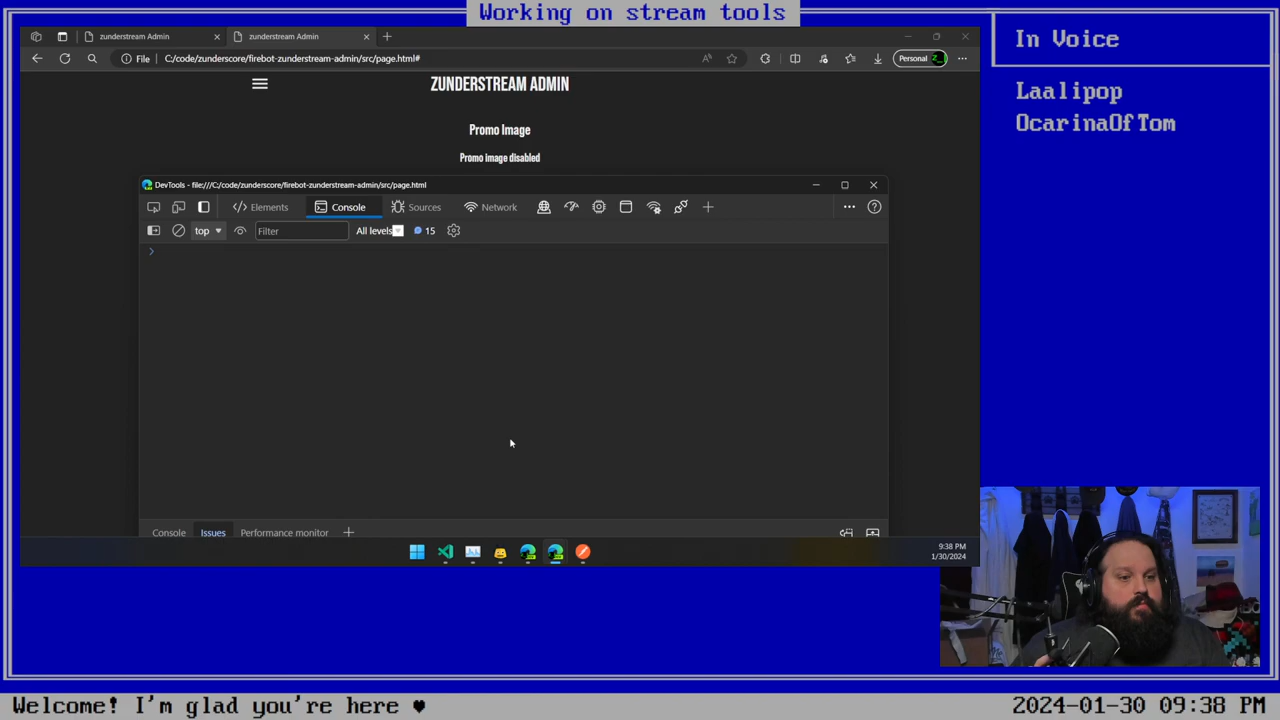 Working on stream tools
zunderstream Admin
zunderstream Admin
File
C:/code/zunderscore/firebot-zunderstream-admin/src/page.html#
Personal
ZUNDERSTREAM ADMIN
Promo Image
Promo image disabled
DevTools - file:///C:/code/zunderscore/firebot-zunderstream-admin/src/page.html
Elements
Console
Sources
Network
top
Filter
All levels
15
Console
Issues
Performance monitor
9:38 PM
1/30/2024
In Voice
Laalipop
OcarinaOfTom
Welcome! I'm glad you're here ♥
2024-01-30 09:38 PM